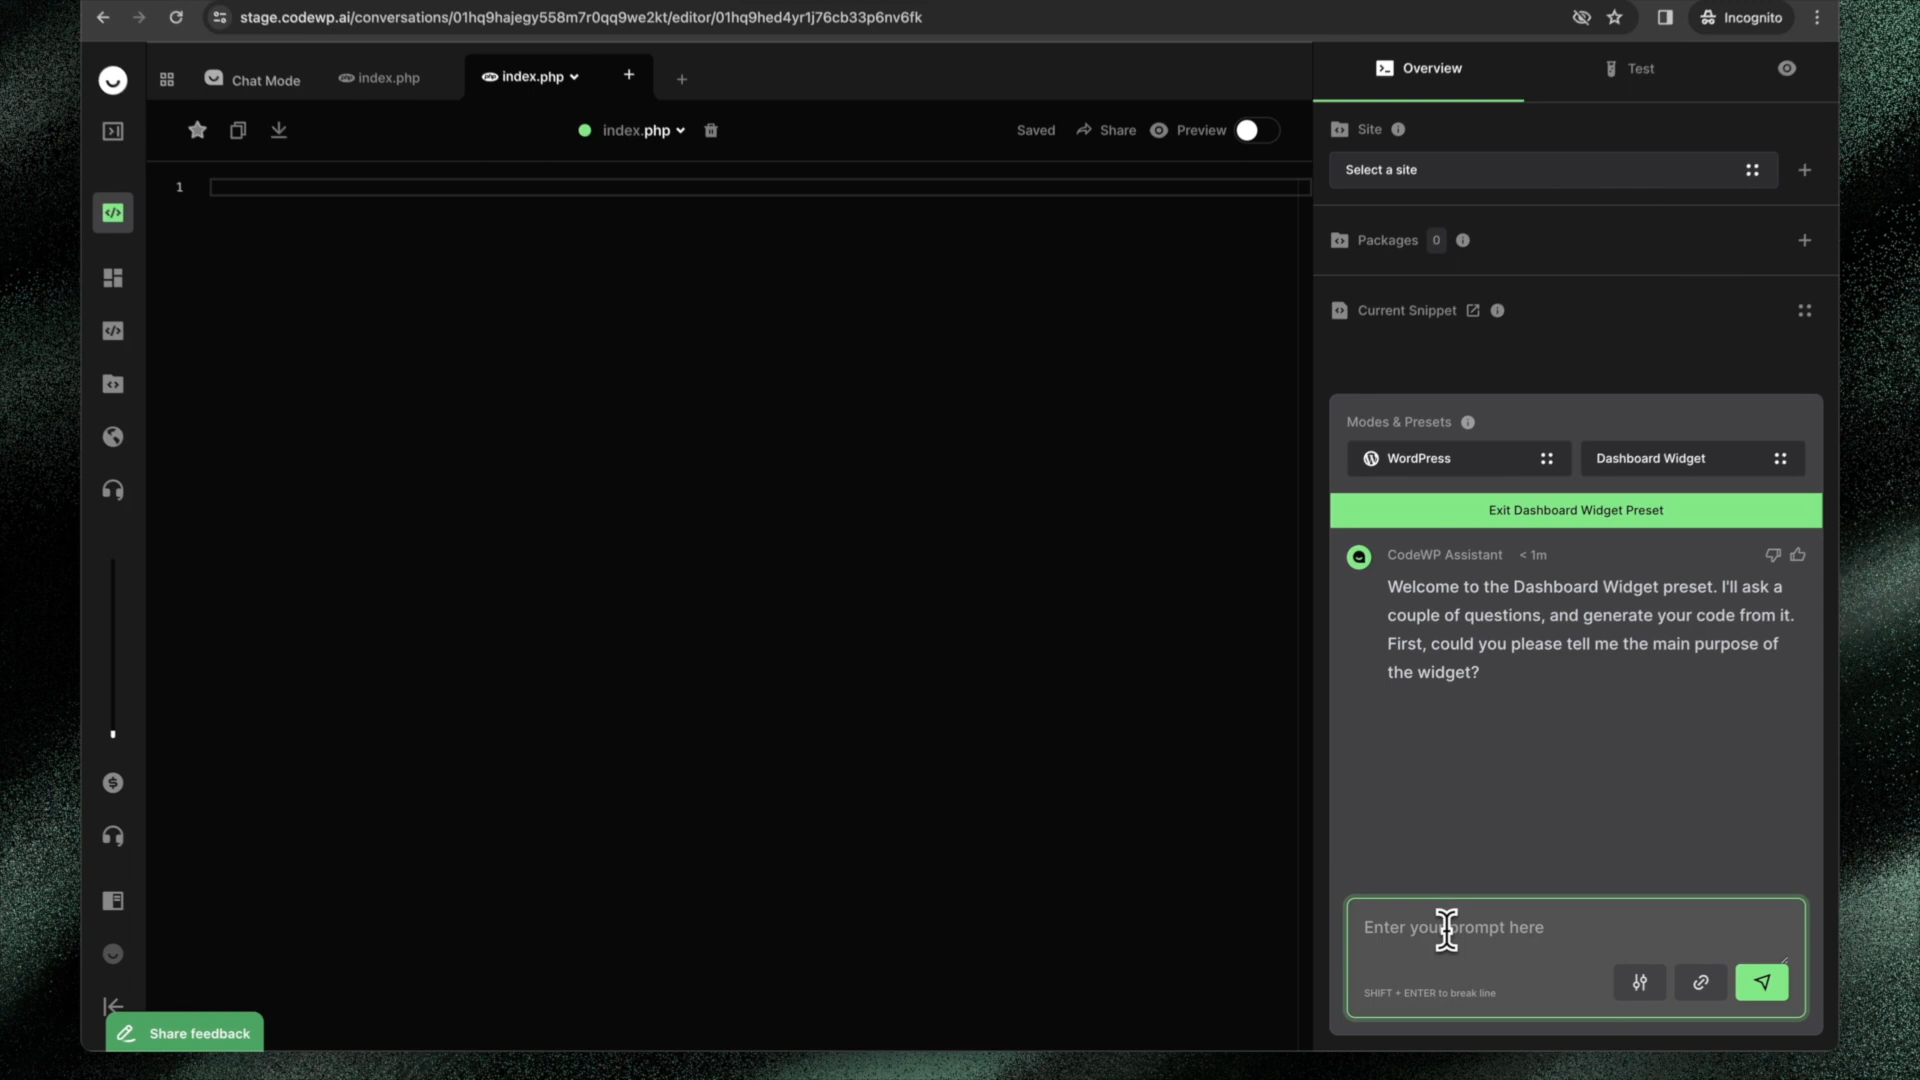 stage.codewp.ai/conversations/01hq9hajegy558m7r0qq9we2kt/editor/01hq9hed4yr1j76cb33p6nv6fk
Incognito
Chat Mode
index.php
index.php
Overview
Test
index.php
Saved
Share
Preview
Site
Select a site
1
Packages 0
Current Snippet
Modes & Presets
WordPress
Dashboard Widget
Exit Dashboard Widget Preset
CodeWP Assistant < 1m
Welcome to the Dashboard Widget preset. I'll ask a
couple of questions, and generate your code from it.
First, could you please tell me the main purpose of
the widget?
Enter your prompt here
SHIFT + ENTER to break line
Share feedback